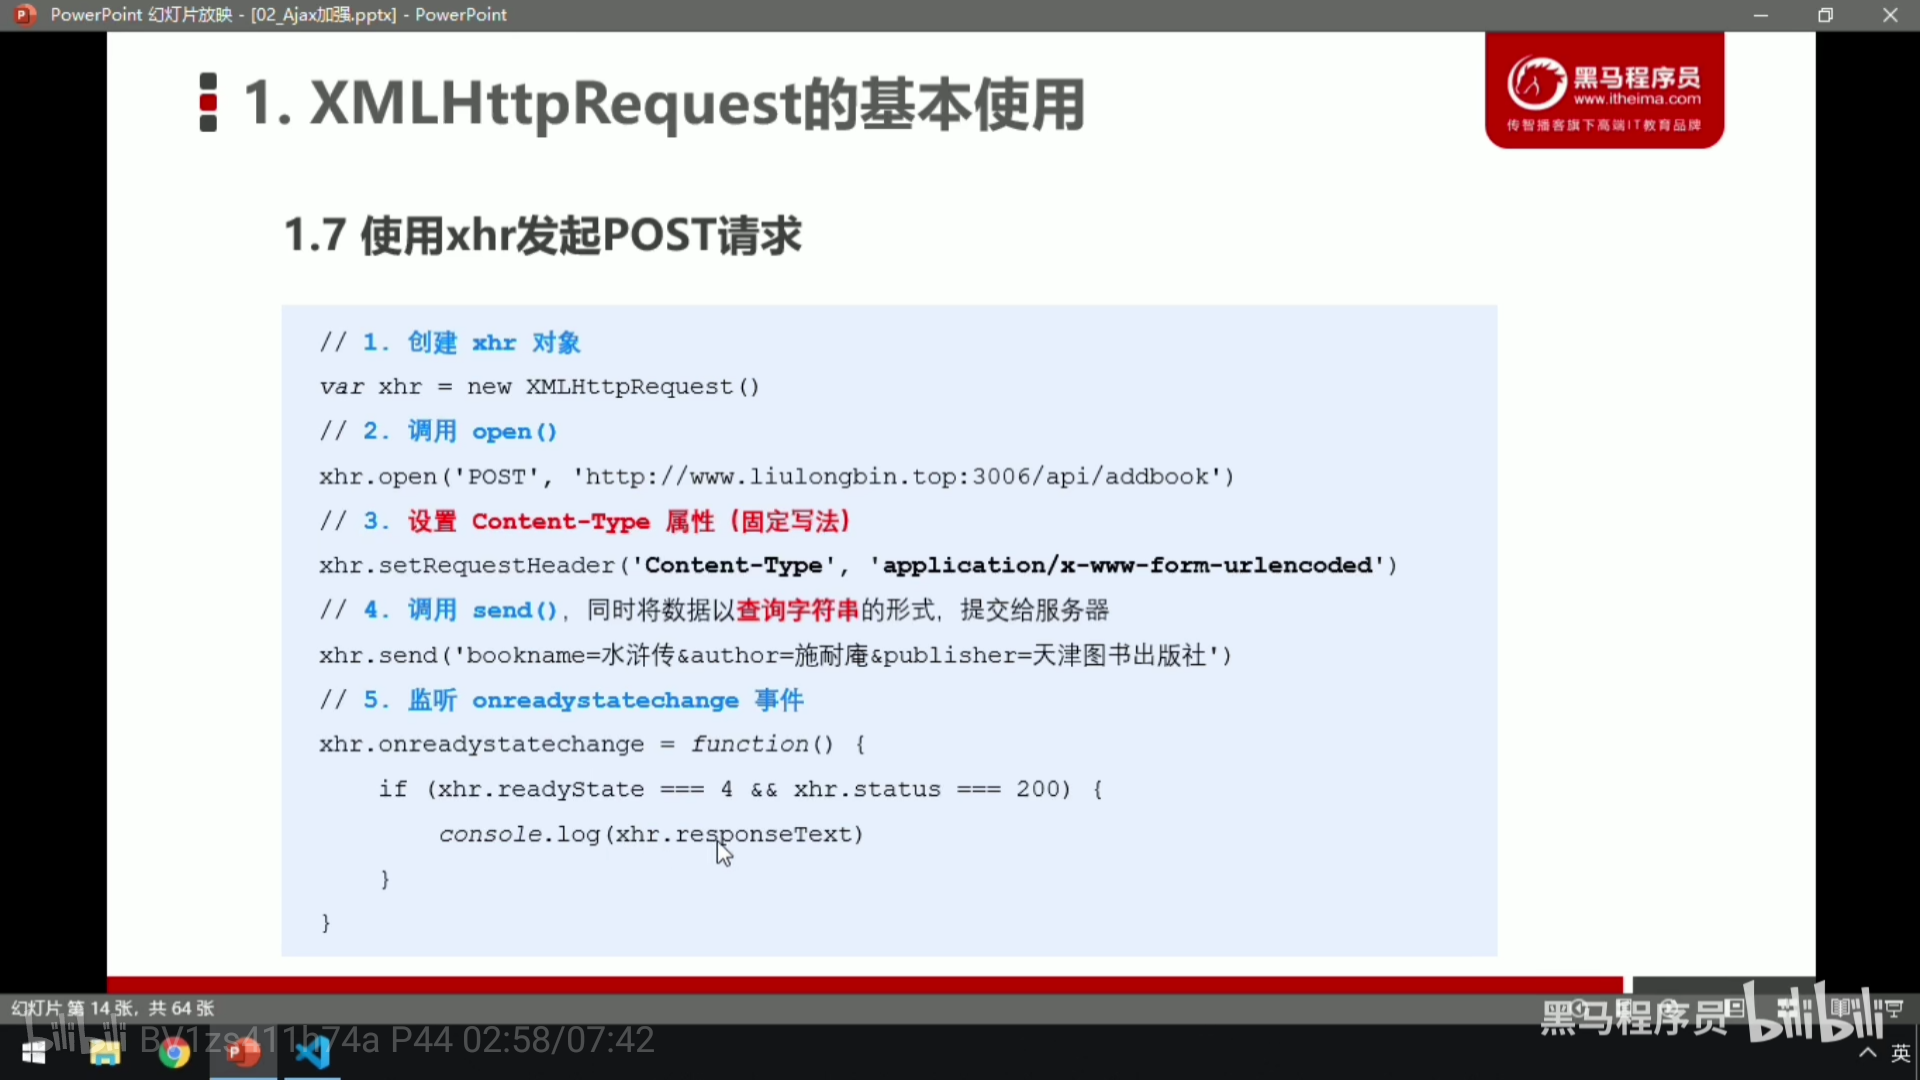 PowerPoint 幻灯片放映 - [02_Ajax加强.pptx] - PowerPoint
1. XMLHttpRequest的基本使用
黑马程序员
www.itheima.com
传智播客旗下高端IT教育品牌
1.7 使用xhr发起POST请求
// 1. 创建 xhr 对象
var xhr = new XMLHttpRequest()
// 2. 调用 open()
xhr.open('POST', 'http://www.liulongbin.top:3006/api/addbook')
// 3. 设置 Content-Type 属性（固定写法）
xhr.setRequestHeader('Content-Type', 'application/x-www-form-urlencoded')
// 4. 调用 send()，同时将数据以查询字符串的形式，提交给服务器
xhr.send('bookname=水浒传&author=施耐庵&publisher=天津图书出版社')
// 5. 监听 onreadystatechange 事件
xhr.onreadystatechange = function() {
if (xhr.readyState === 4 && xhr.status === 200) {
console.log(xhr.responseText)
}
}
幻灯片 第 14 张，共 64 张
黑马程序员 bilibili
bilibili BV1zs411h74a P44 02:58/07:42
英